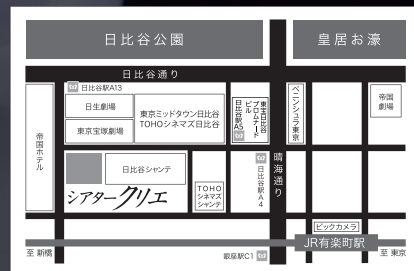 日比谷公園
皇居お濠
日比谷通り
日比谷駅A13
日生劇場
東京宝塚劇場
東京ミッドタウン日比谷
TOHOシネマズ日比谷
東宝日比谷
プロムナード
ビル
日比谷駅A5
ペニンシュラ東京
帝国
劇場
帝国ホテル
日比谷シャンテ
シアタークリエ
TOHO
シネマズ
シャンテ
日比谷駅A4
晴海通り
ビックカメラ
JR有楽町駅
至 新橋
銀座駅C1
至 東京